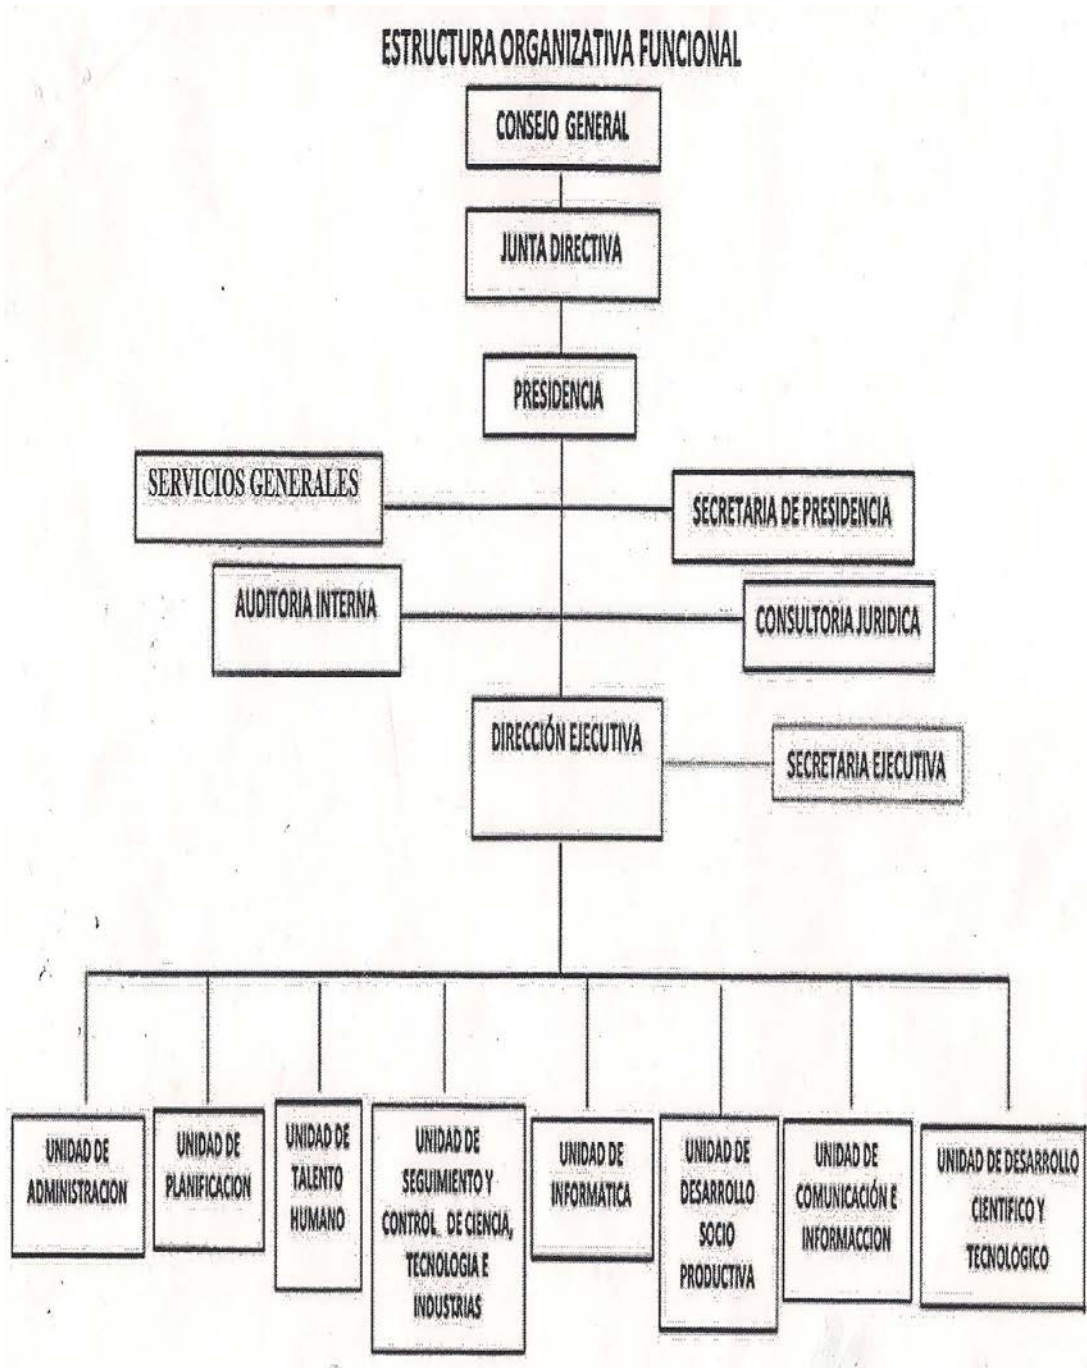 ESTRUCTURA ORGANIZATIVA FUNCIONAL
CONSEJO GENERAL
JUNTA DIRECTIVA
PRESIDENCIA
SERVICIOS GENERALES
SECRETARIA DE PRESIDENCIA
AUDITORIA INTERNA
CONSULTORIA JURIDICA
DIRECCIÓN EJECUTIVA
SECRETARIA EJECUTIVA
UNIDAD DE
ADMINISTRACION
UNIDAD DE
PLANIFICACION
UNIDAD DE
TALENTO
HUMANO
UNIDAD DE
SEGUIMIENTO Y
CONTROL DE CIENCIA,
TECNOLOGIA E
INDUSTRIAS
UNIDAD DE
INFORMATICA
UNIDAD DE
DESARROLLO
SOCIO
PRODUCTIVA
UNIDAD DE
COMUNICACIÓN E
INFORMACCION
UNIDAD DE DESARROLLO
CIENTIFICO Y
TECNOLOGICO